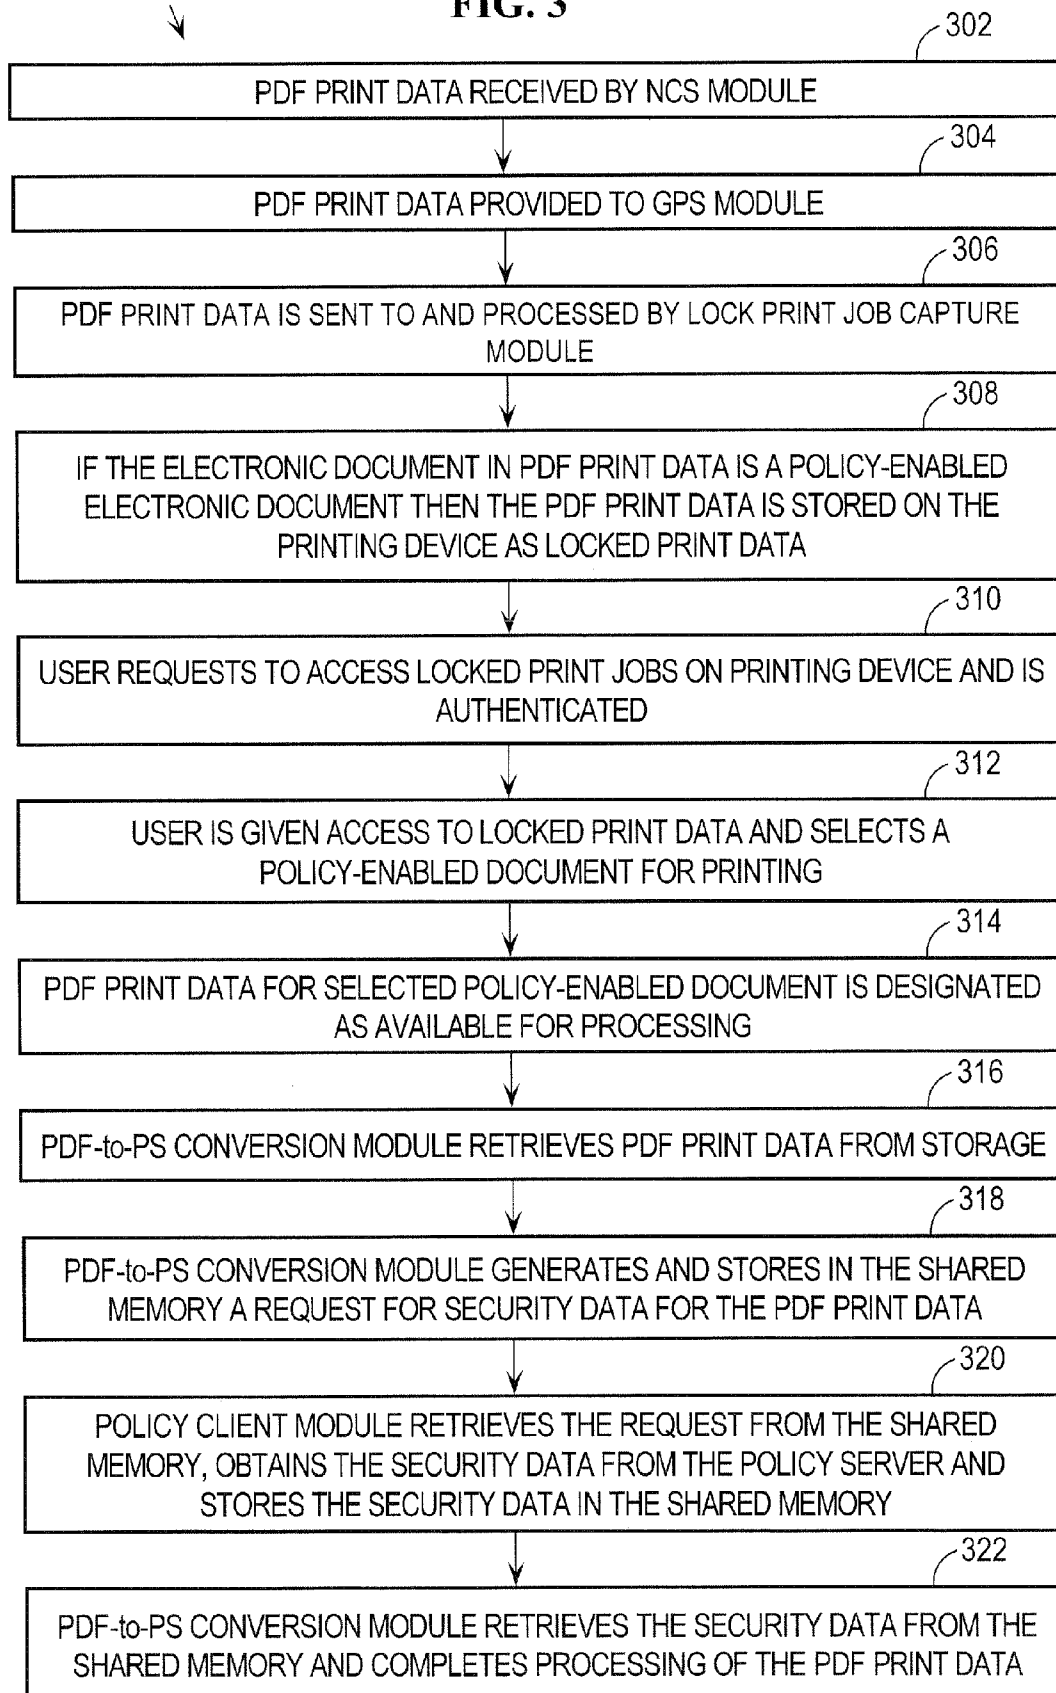 FIG. 3
302
PDF PRINT DATA RECEIVED BY NCS MODULE
304
PDF PRINT DATA PROVIDED TO GPS MODULE
306
PDF PRINT DATA IS SENT TO AND PROCESSED BY LOCK PRINT JOB CAPTURE
MODULE
308
IF THE ELECTRONIC DOCUMENT IN PDF PRINT DATA IS A POLICY-ENABLED
ELECTRONIC DOCUMENT THEN THE PDF PRINT DATA IS STORED ON THE
PRINTING DEVICE AS LOCKED PRINT DATA
310
USER REQUESTS TO ACCESS LOCKED PRINT JOBS ON PRINTING DEVICE AND IS
AUTHENTICATED
312
USER IS GIVEN ACCESS TO LOCKED PRINT DATA AND SELECTS A
POLICY-ENABLED DOCUMENT FOR PRINTING
314
PDF PRINT DATA FOR SELECTED POLICY-ENABLED DOCUMENT IS DESIGNATED
AS AVAILABLE FOR PROCESSING
316
PDF-to-PS CONVERSION MODULE RETRIEVES PDF PRINT DATA FROM STORAGE
318
PDF-to-PS CONVERSION MODULE GENERATES AND STORES IN THE SHARED
MEMORY A REQUEST FOR SECURITY DATA FOR THE PDF PRINT DATA
320
POLICY CLIENT MODULE RETRIEVES THE REQUEST FROM THE SHARED
MEMORY, OBTAINS THE SECURITY DATA FROM THE POLICY SERVER AND
STORES THE SECURITY DATA IN THE SHARED MEMORY
322
PDF-to-PS CONVERSION MODULE RETRIEVES THE SECURITY DATA FROM THE
SHARED MEMORY AND COMPLETES PROCESSING OF THE PDF PRINT DATA